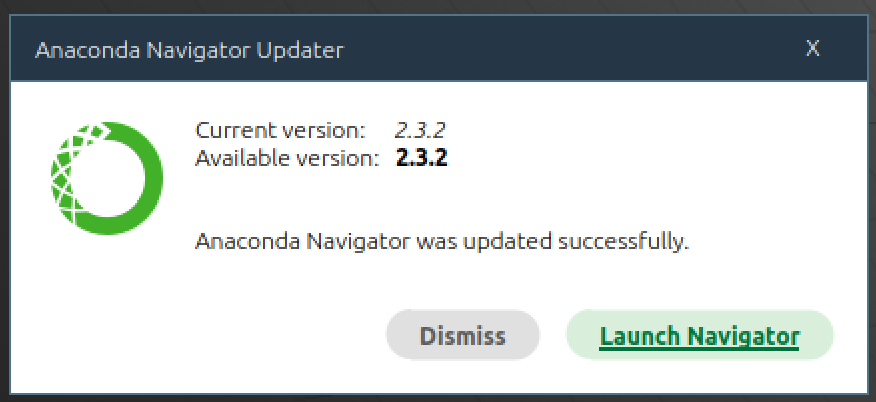 Anaconda Navigator Updater X
Current version: 2.3.2
Available version: 2.3.2
Anaconda Navigator was updated successfully.
Dismiss Launch Navigator